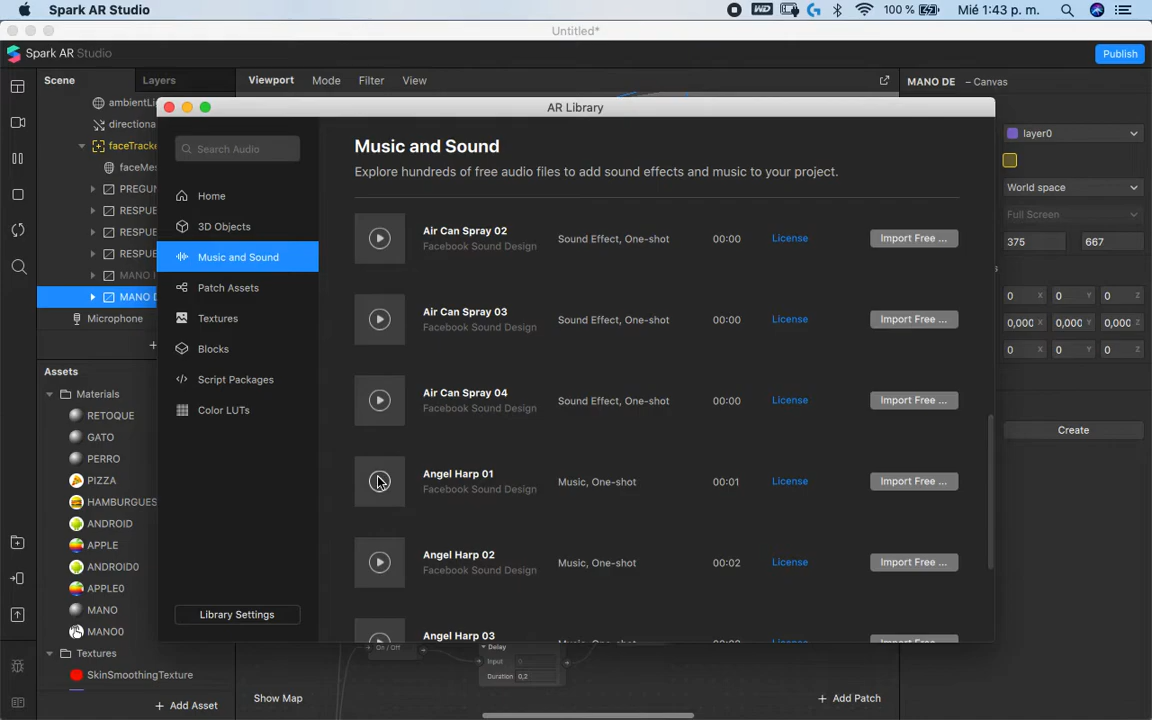 Spark AR Studio
100 %
Mié 1:43 p. m.
Untitled*
Spark AR Studio
Publish
Scene
Layers
Viewport
Mode
Filter
View
MANO DE – Canvas
AR Library
ambientLi
directiona
faceTracke
faceMes
PREGUN
RESPUE
RESPUE
RESPUE
MANO I
MANO D
Microphone
Search Audio
Home
3D Objects
Music and Sound
Patch Assets
Textures
Blocks
Script Packages
Color LUTs
Library Settings
Music and Sound
Explore hundreds of free audio files to add sound effects and music to your project.
Air Can Spray 02
Facebook Sound Design
Sound Effect, One-shot
00:00
License
Import Free ...
Air Can Spray 03
Facebook Sound Design
Sound Effect, One-shot
00:00
License
Import Free ...
Air Can Spray 04
Facebook Sound Design
Sound Effect, One-shot
00:00
License
Import Free ...
Angel Harp 01
Facebook Sound Design
Music, One-shot
00:01
License
Import Free ...
Angel Harp 02
Facebook Sound Design
Music, One-shot
00:02
License
Import Free ...
Angel Harp 03
layer0
World space
Full Screen
375
667
0 X 0 Y 0 Z
0,000 X 0,000 Y 0,000 Z
0 X 0 Y 0 Z
Create
Assets
Materials
RETOQUE
GATO
PERRO
PIZZA
HAMBURGUES
ANDROID
APPLE
ANDROID0
APPLE0
MANO
MANO0
Textures
SkinSmoothingTexture
Add Asset
On / Off
Delay
Input 0
Duration 0,2
Show Map
Add Patch